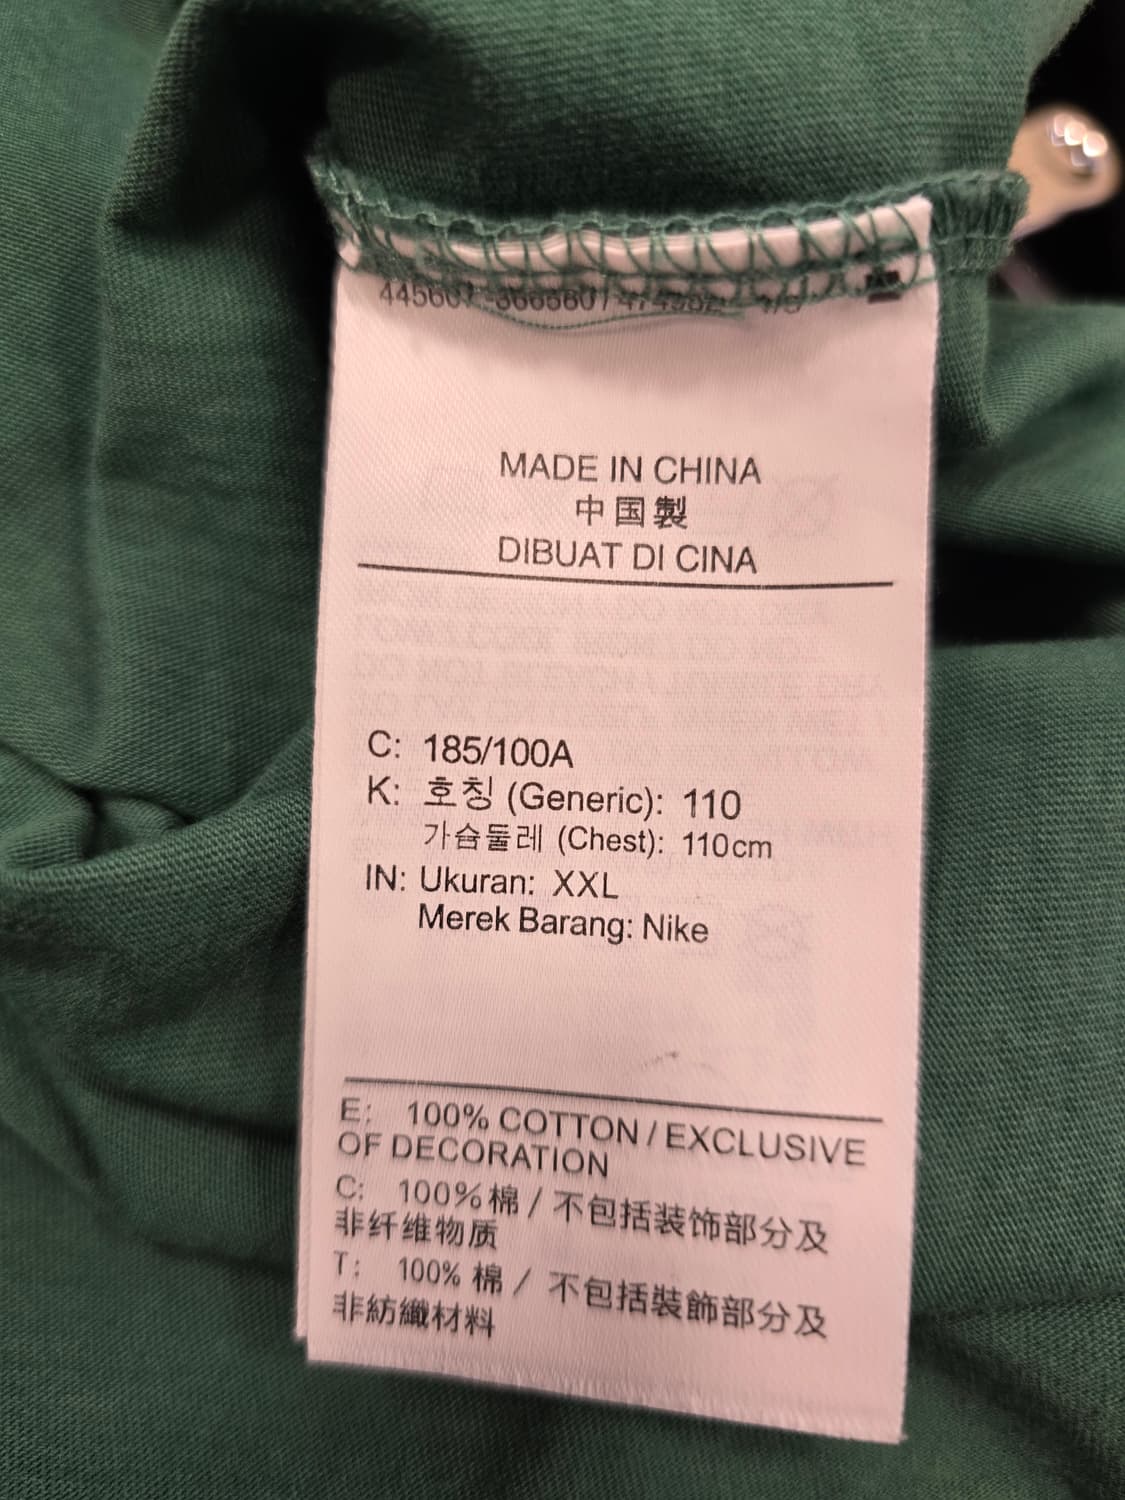 MADE IN CHINA
中国製
DIBUAT DI CINA
C: 185/100A
K: 호칭 (Generic): 110
가슴둘레 (Chest): 110cm
IN: Ukuran: XXL
Merek Barang: Nike
E: 100% COTTON / EXCLUSIVE
OF DECORATION
C: 100%棉 / 不包括装饰部分及
非纤维物质
T: 100% 棉 / 不包括裝飾部分及
非紡織材料